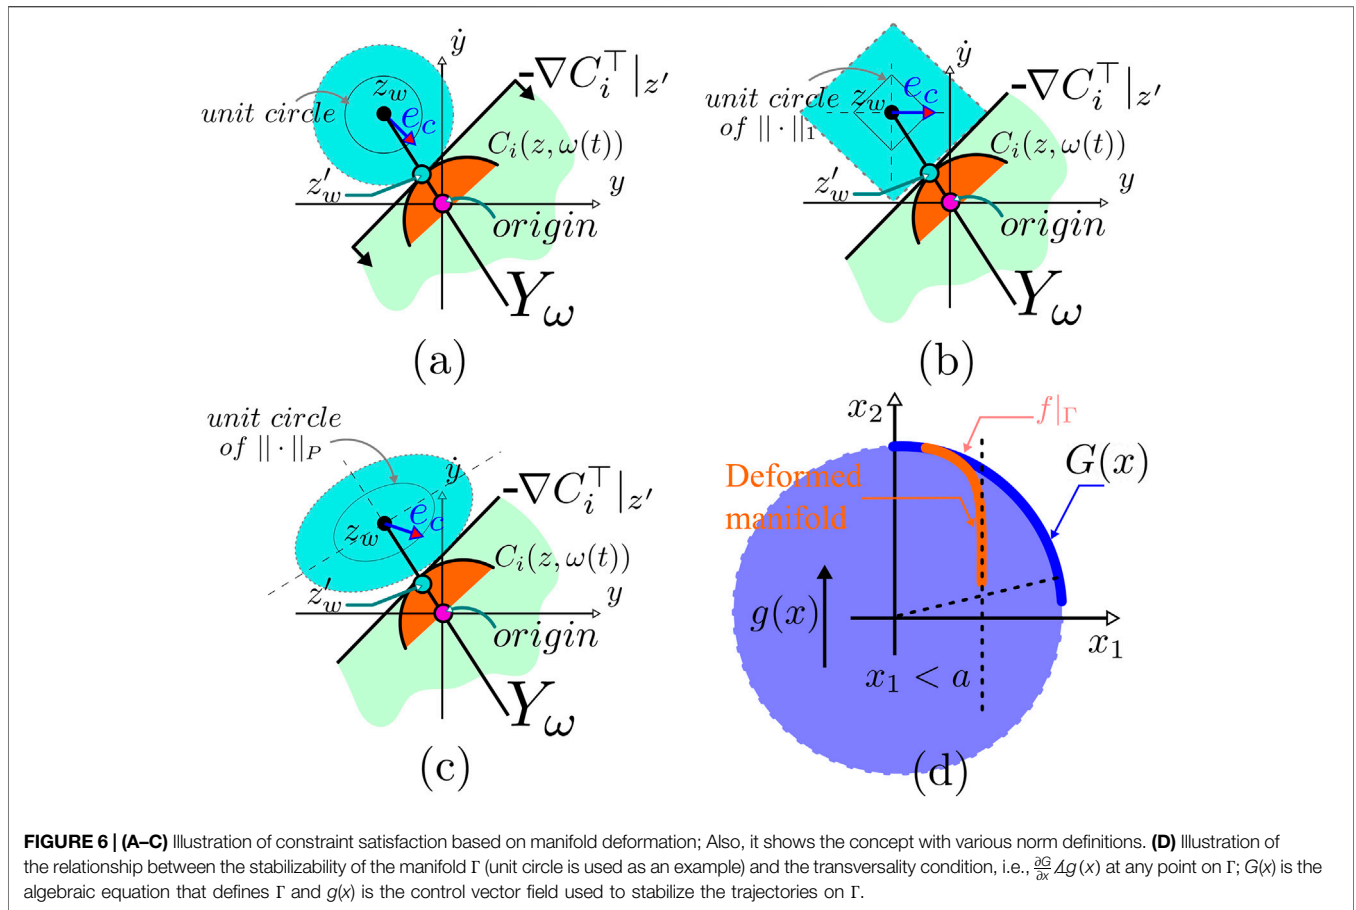 ẏ
-∇C_i^⊤|_{z'}
z_w
unit circle
e_c
C_i(z, ω(t))
z'_w
y
origin
Y_ω
(a)
ẏ
-∇C_i^⊤|_{z'}
unit circle z_w
e_c
of || · ||_1
C_i(z, ω(t))
z'_w
y
origin
Y_ω
(b)
unit circle
of || · ||_P
ẏ
-∇C_i^⊤|_{z'}
z_w
e_c
C_i(z, ω(t))
z'_w
y
origin
Y_ω
(c)
x_2
f|_Γ
G(x)
Deformed
manifold
g(x)
x_1
x_1 < a
(d)
FIGURE 6 | (A–C) Illustration of constraint satisfaction based on manifold deformation; Also, it shows the concept with various norm definitions. (D) Illustration of
the relationship between the stabilizability of the manifold Γ (unit circle is used as an example) and the transversality condition, i.e., ∂G/∂x ⋔̸ g(x) at any point on Γ; G(x) is the
algebraic equation that defines Γ and g(x) is the control vector field used to stabilize the trajectories on Γ.